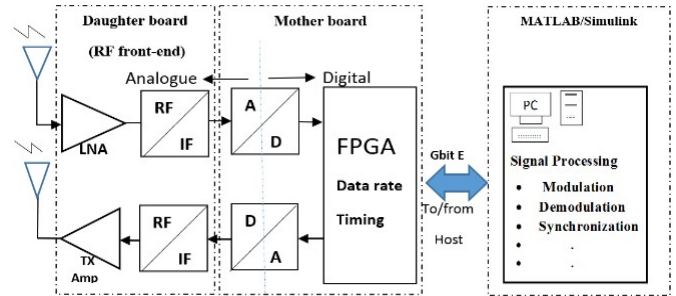 Daughter board
(RF front-end)
Mother board
MATLAB/Simulink
Analogue
Digital
RF
IF
A
D
LNA
FPGA
Data rate
Timing
Gbit E
To/from
Host
PC
Signal Processing
• Modulation
• Demodulation
• Synchronization
• .
• .
RF
IF
D
A
TX
Amp